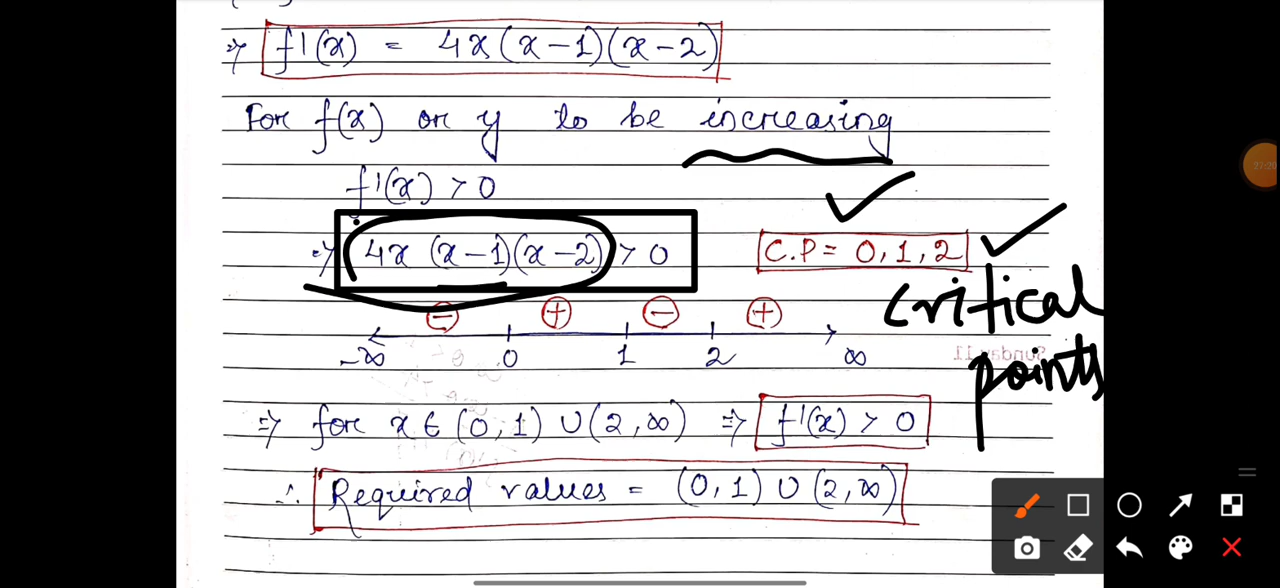 ⇒ f'(x) = 4x(x-1)(x-2)
For f(x) or y to be increasing
f'(x) > 0
⇒ 4x (x-1)(x-2) > 0
C.P = 0, 1, 2
critical
points
⊖ ⊕ ⊖ ⊕
-∞ 0 1 2 ∞
⇒ for x ∈ (0, 1) ∪ (2, ∞) ⇒ f'(x) > 0
∴ Required values = (0, 1) ∪ (2, ∞)